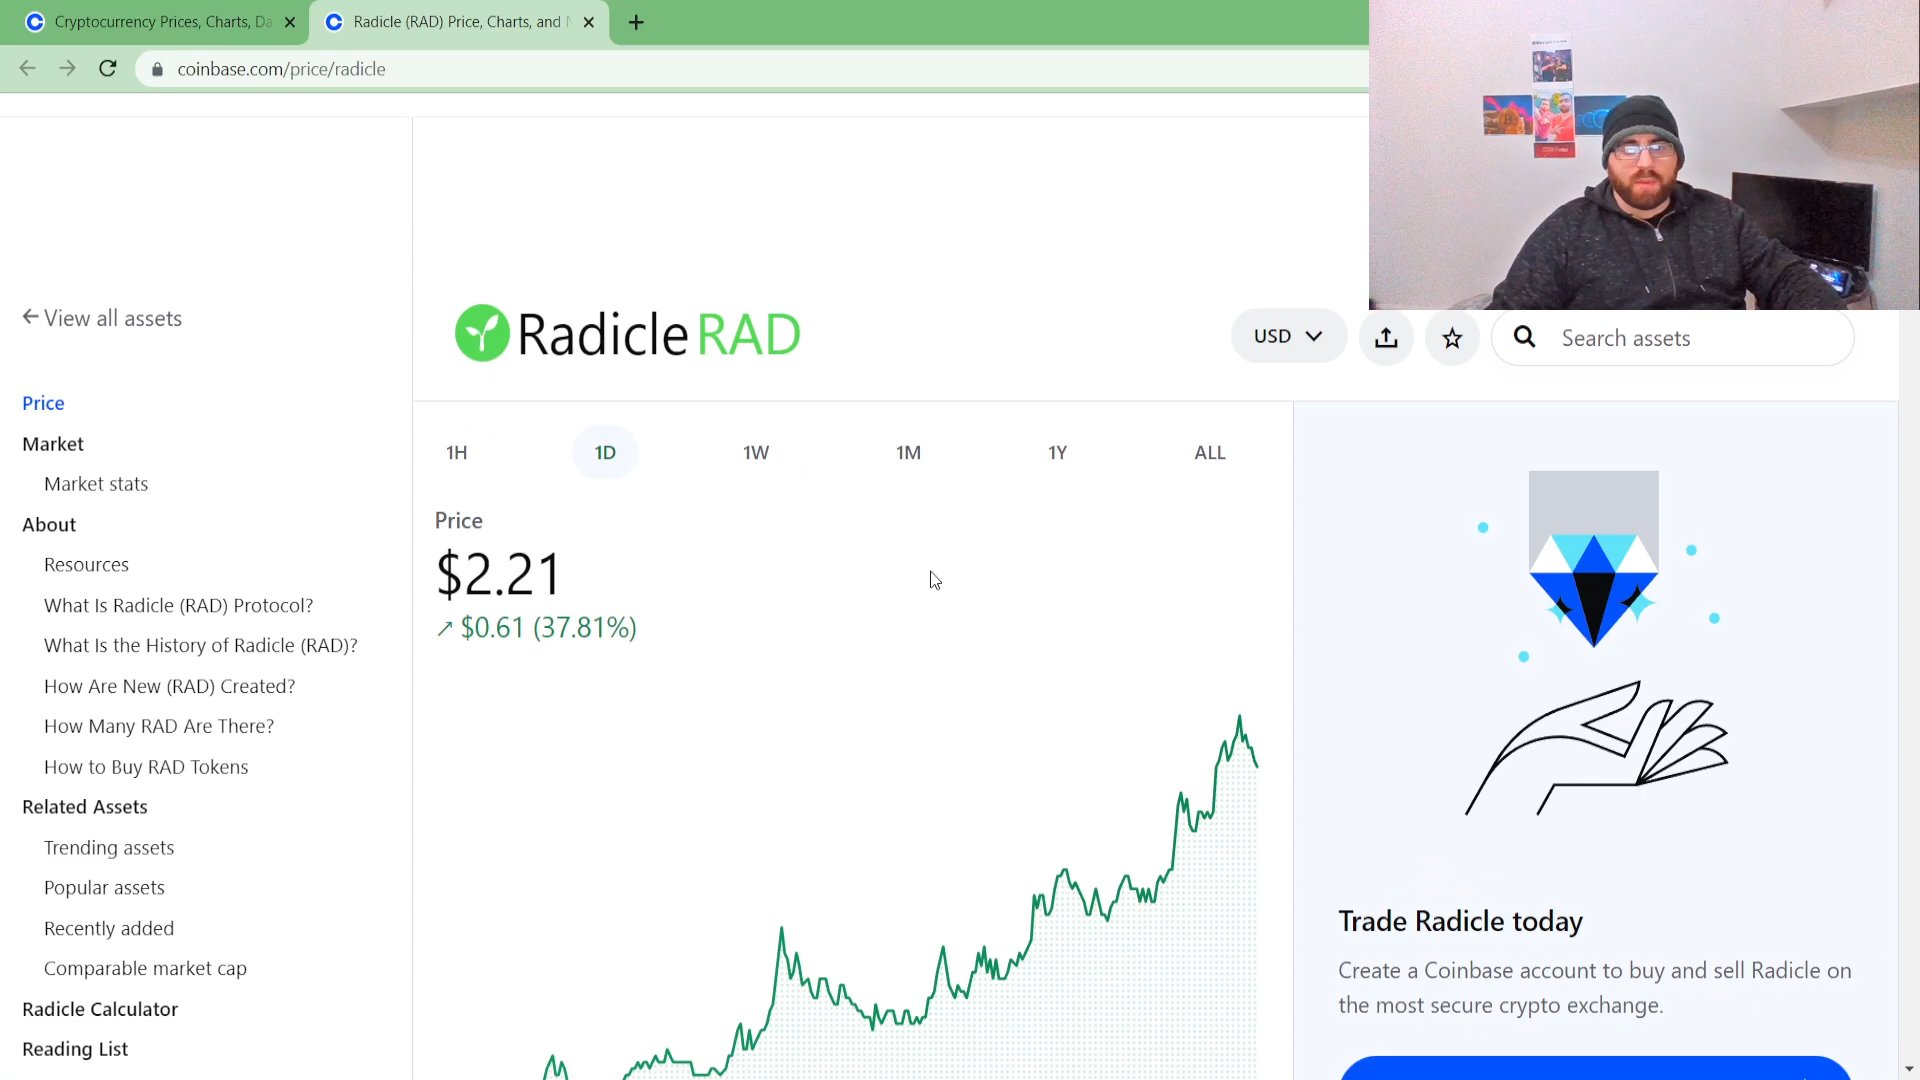 Cryptocurrency Prices, Charts, Da
Radicle (RAD) Price, Charts, and N
coinbase.com/price/radicle
View all assets
Radicle RAD
USD
Search assets
Price
Market
Market stats
About
Resources
What Is Radicle (RAD) Protocol?
What Is the History of Radicle (RAD)?
How Are New (RAD) Created?
How Many RAD Are There?
How to Buy RAD Tokens
Related Assets
Trending assets
Popular assets
Recently added
Comparable market cap
Radicle Calculator
Reading List
1H 1D 1W 1M 1Y ALL
Price
$2.21
↗ $0.61 (37.81%)
Trade Radicle today
Create a Coinbase account to buy and sell Radicle on
the most secure crypto exchange.